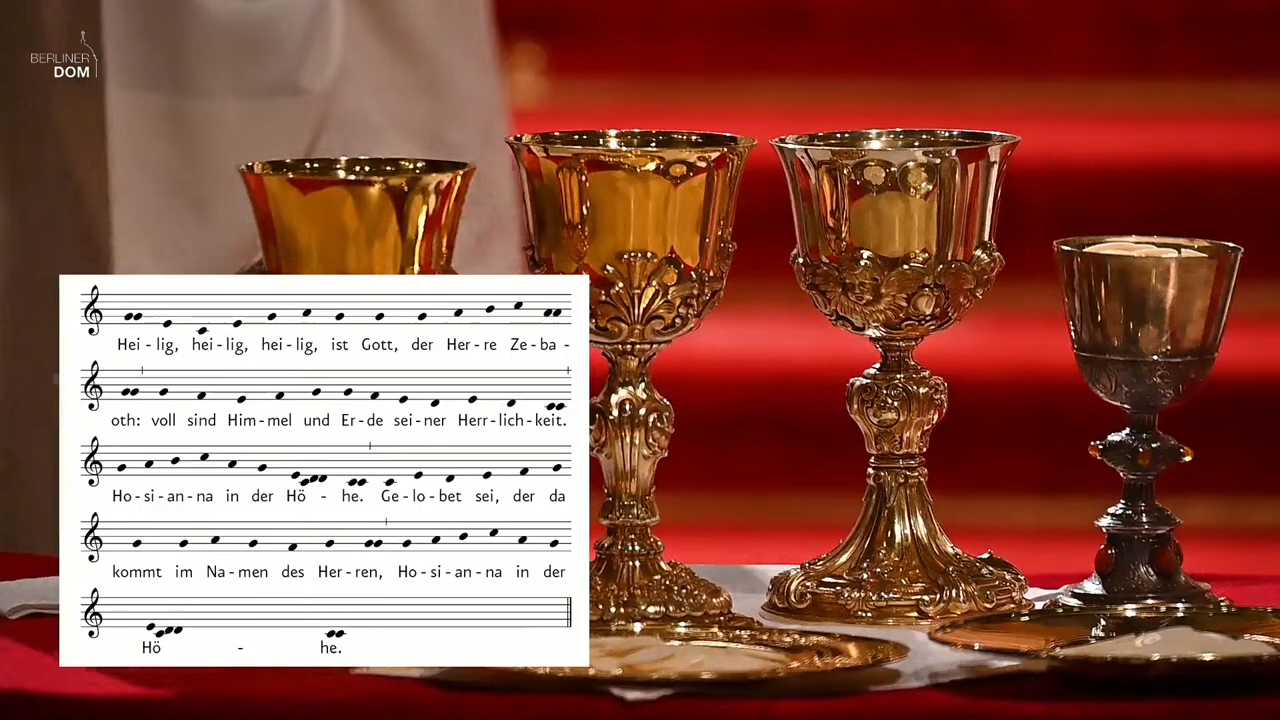 BERLINER
DOM
Hei - lig, hei - lig, hei - lig, ist Gott, der Her - re Ze - ba -
oth: voll sind Him - mel und Er - de sei - ner Herr - lich - keit.
Ho - si - an - na in der Hö - he. Ge - lo - bet sei, der da
kommt im Na - men des Her - ren, Ho - si - an - na in der
Hö - he.